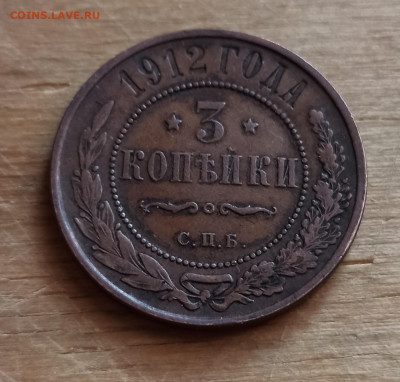 COINS.LAVE.RU
1912 ГОДА
3
КОПѢЙКИ
С.П.Б.